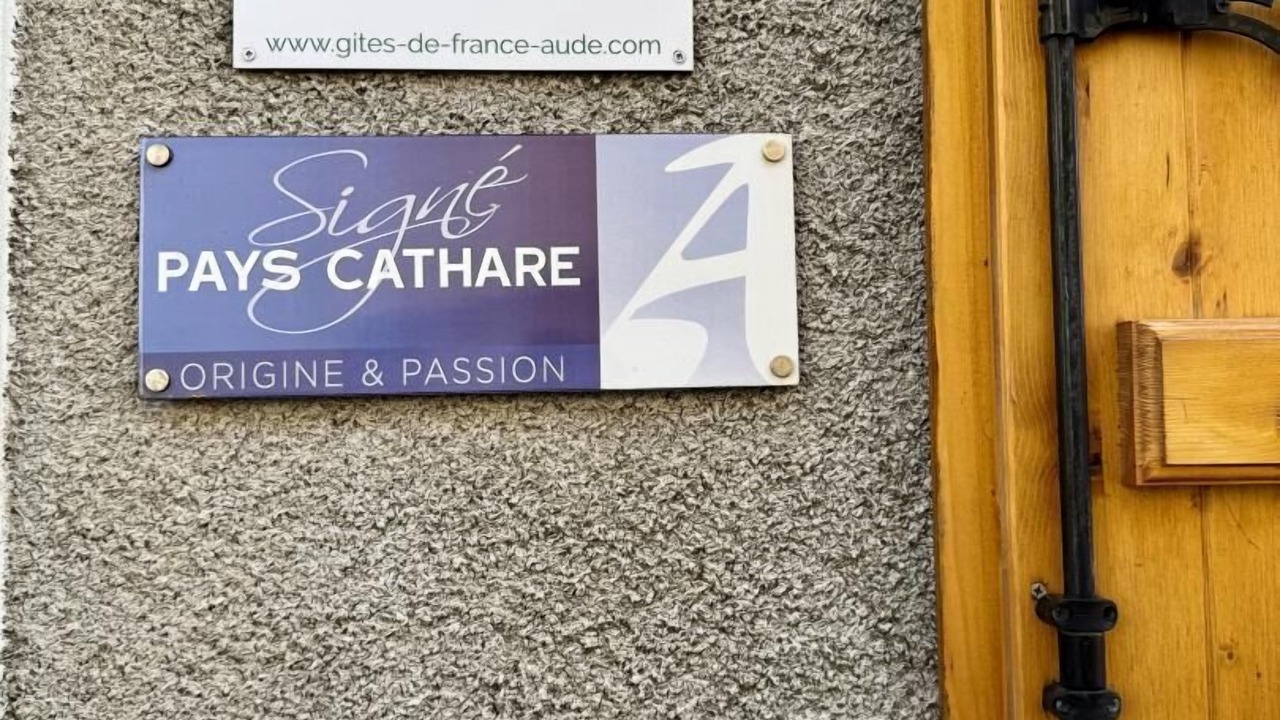 www.gites-de-france-aude.com
Signé
PAYS CATHARE
ORIGINE & PASSION